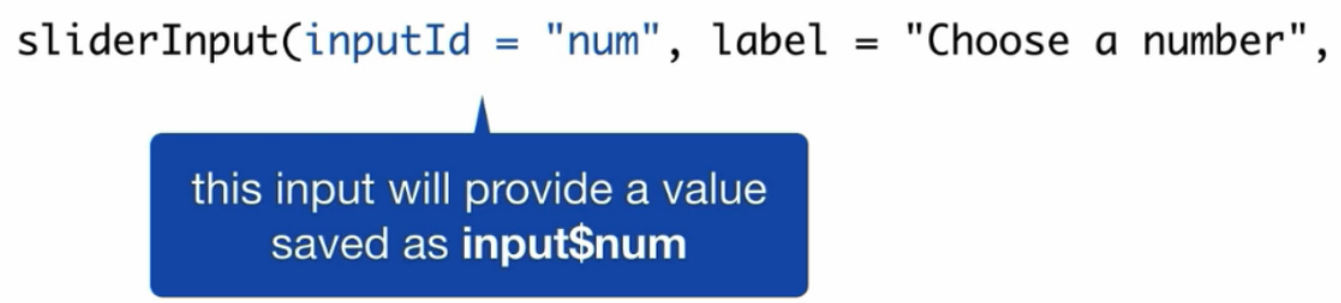 sliderInput(inputId = "num", label = "Choose a number",
this input will provide a value
saved as input$num